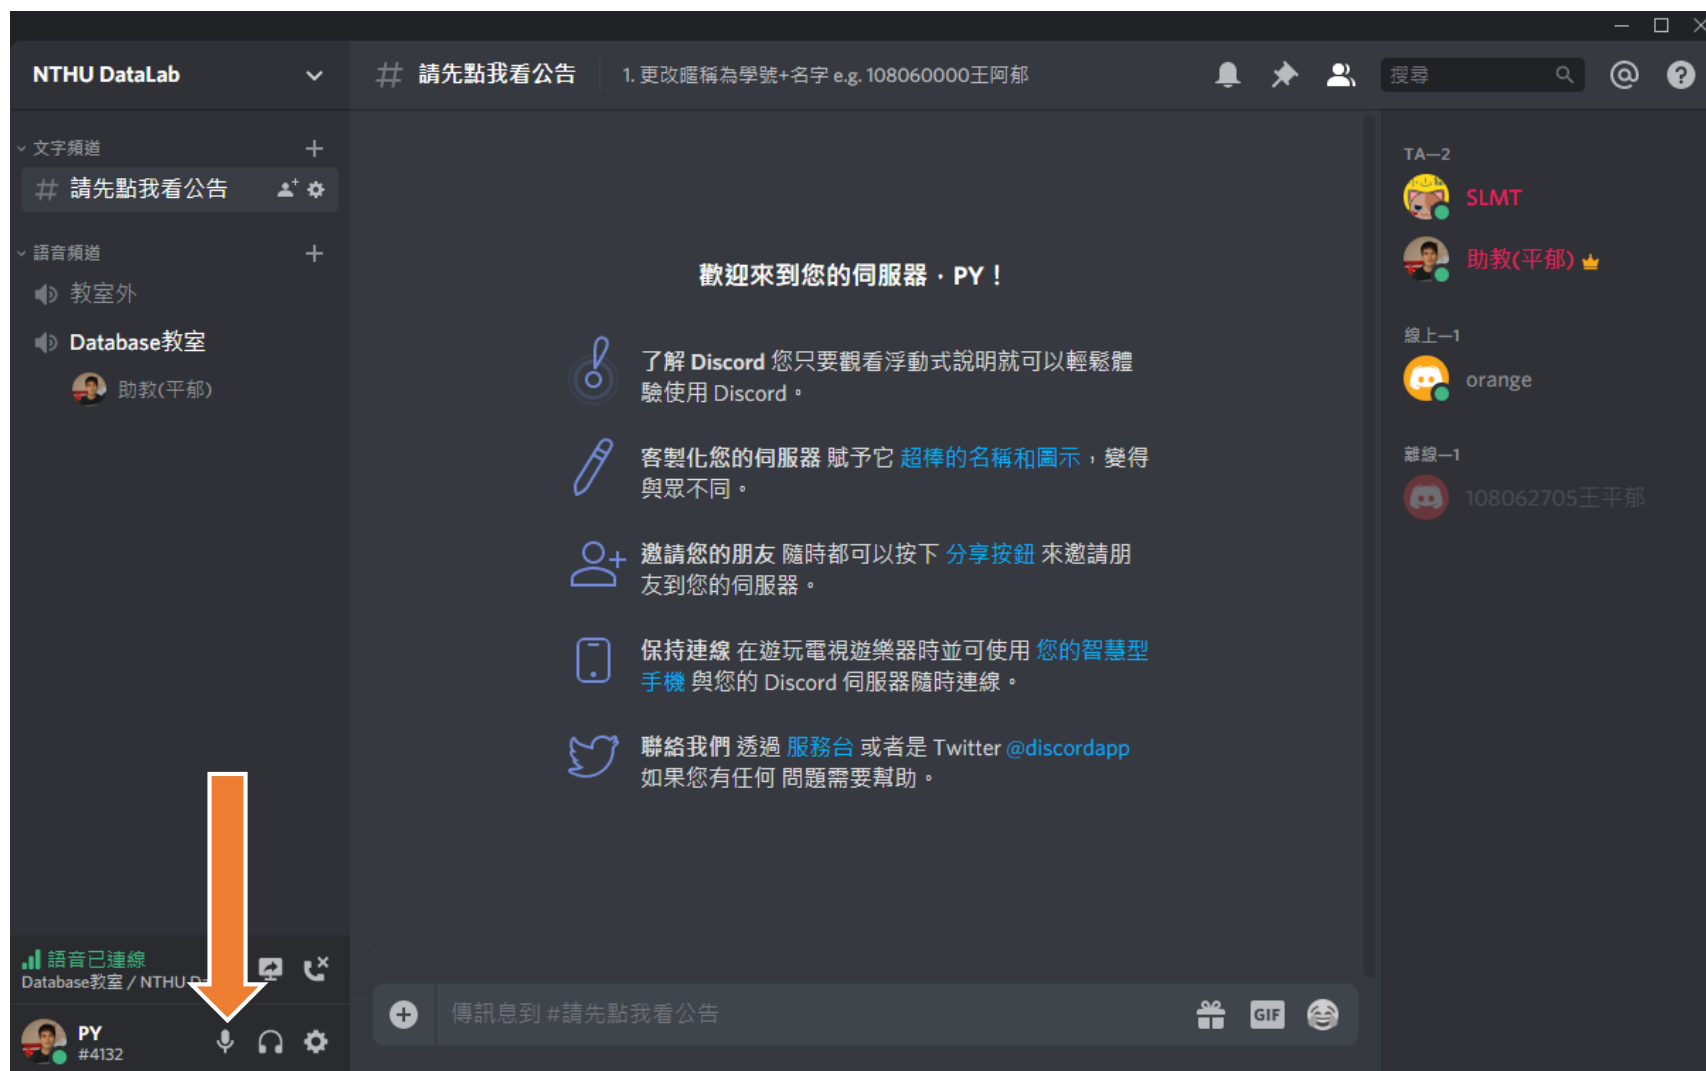 NTHU DataLab
請先點我看公告
1. 更改暱稱為學號+名字 e.g. 108060000王阿郁
搜尋
文字頻道
請先點我看公告
語音頻道
教室外
Database教室
助教(平郁)
歡迎來到您的伺服器，PY！
了解 Discord 您只要觀看浮動式說明就可以輕鬆體
驗使用 Discord。
客製化您的伺服器 賦予它 超棒的名稱和圖示，變得
與眾不同。
邀請您的朋友 隨時都可以按下 分享按鈕 來邀請朋
友到您的伺服器。
保持連線 在遊玩電視遊樂器時並可使用 您的智慧型
手機 與您的 Discord 伺服器隨時連線。
聯絡我們 透過 服務台 或者是 Twitter @discordapp
如果您有任何 問題需要幫助。
TA—2
SLMT
助教(平郁)
線上—1
orange
離線—1
108062705王平郁
語音已連線
Database教室 / NTHU
PY
#4132
傳訊息到 #請先點我看公告
GIF